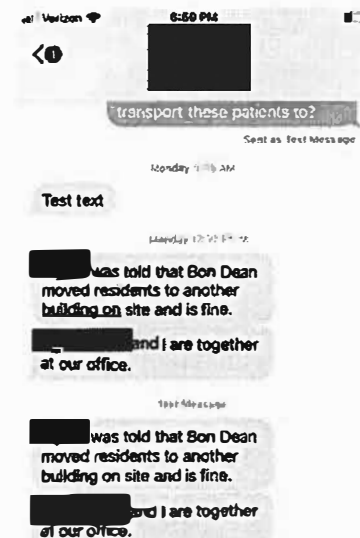 Verizon 6:50 PM
1
transport these patients to?
Sent as Text Message
Monday AM
Test text
Monday
was told that Bon Dean
moved residents to another
building on site and is fine.
and I are together
at our office.
Text Message
was told that Bon Dean
moved residents to another
building on site and is fine.
and I are together
at our office.